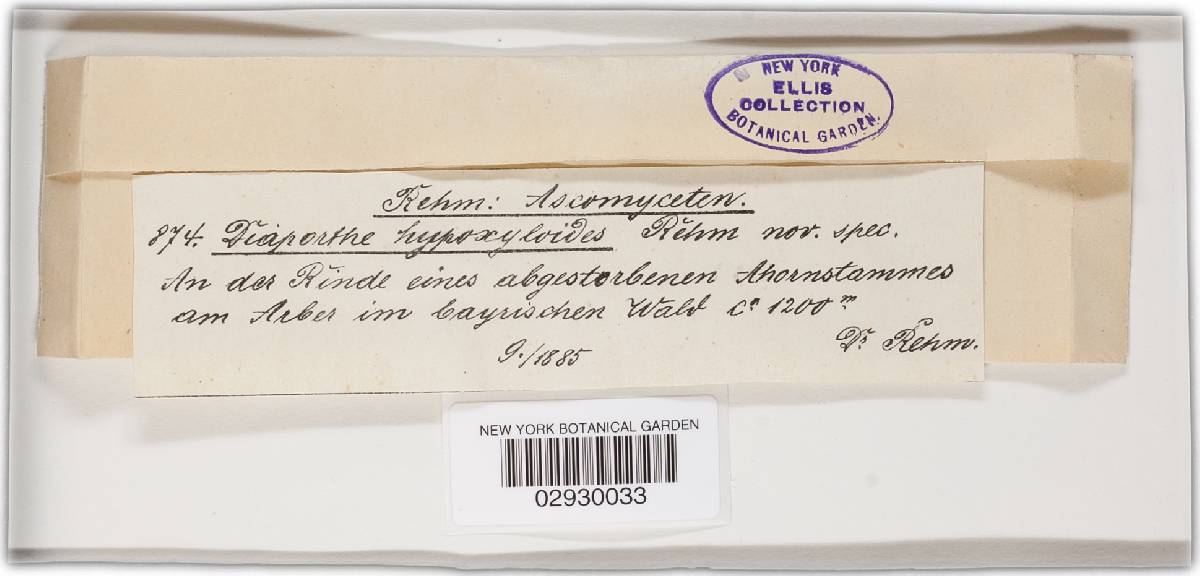 NEW YORK
ELLIS
COLLECTION
BOTANICAL GARDEN.
Rehm: Ascomyceten.
874. Diaporthe hypoxyloides Rehm nov. spec.
An der Rinde eines abgestorbenen Ahornstammes
am Arber im bayrischen Wald ca 1200 m
Dr Rehm.
9./1885
NEW YORK BOTANICAL GARDEN
02930033